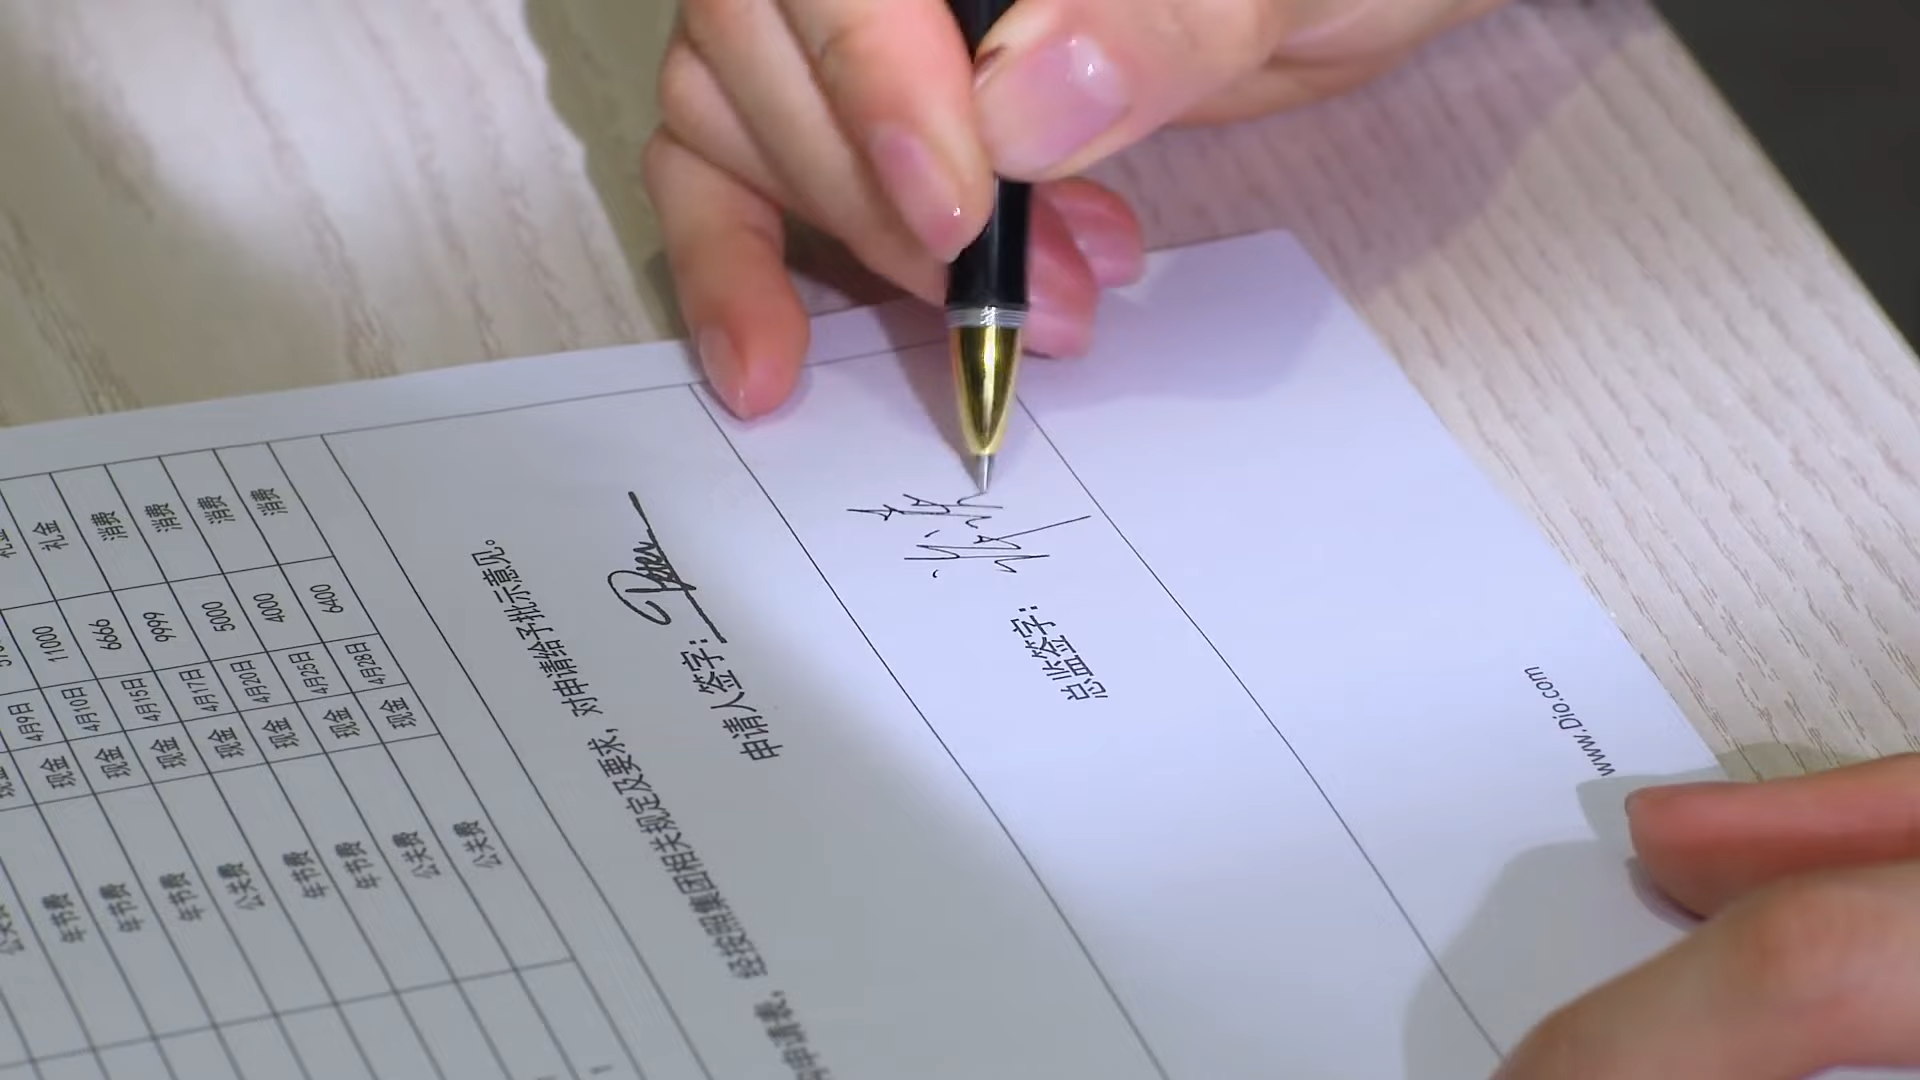 年节费
年节费 现金 4月9日
年节费 现金 4月10日 11000
公关费 现金 4月15日 6666 礼金
年节费 现金 4月17日 9999 消费
年节费 现金 4月20日 5000 消费
公关费 现金 4月25日 4000 消费
1 公关费 现金 4月28日 6400 消费
申请表，经按照集团相关规定及要求，对申请给予批示意见。
申请人签字：
总监签字：
www.Djo.com